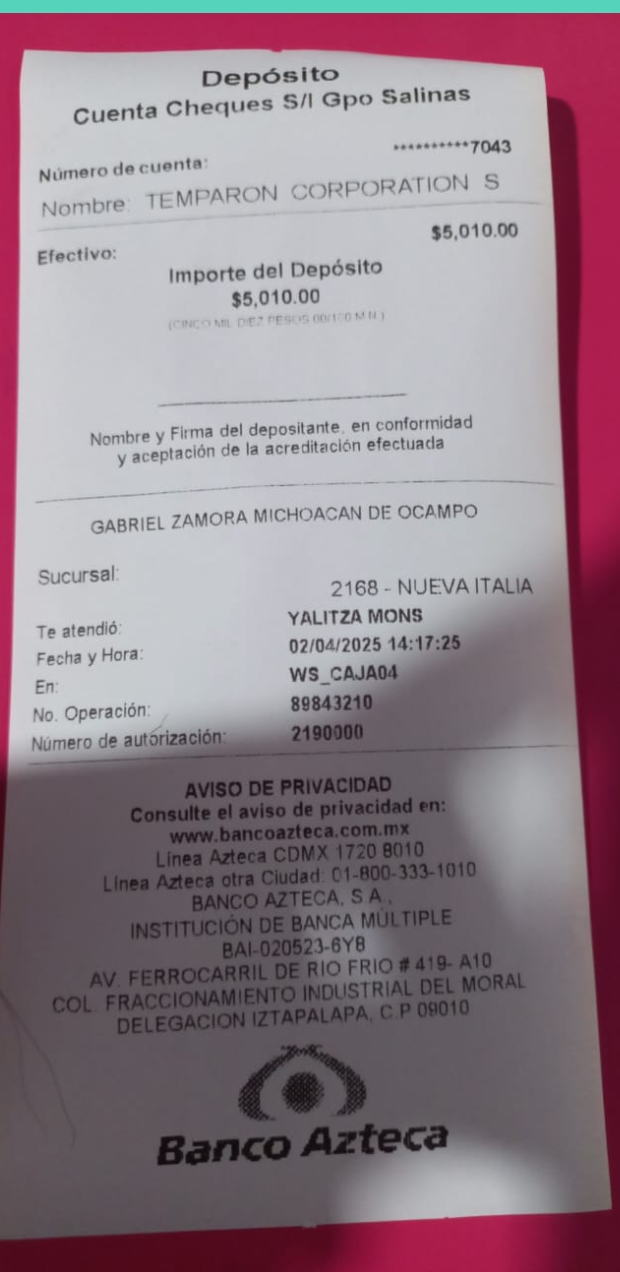 Depósito
Cuenta Cheques S/I Gpo Salinas
Número de cuenta: **********7043
Nombre: TEMPARON CORPORATION S
Efectivo: $5,010.00
Importe del Depósito
$5,010.00
(CINCO MIL DIEZ PESOS 00/100 M.N.)
Nombre y Firma del depositante, en conformidad
y aceptación de la acreditación efectuada
GABRIEL ZAMORA MICHOACAN DE OCAMPO
Sucursal: 2168 - NUEVA ITALIA
Te atendió: YALITZA MONS
Fecha y Hora: 02/04/2025 14:17:25
En: WS_CAJA04
No. Operación: 89843210
Número de autorización: 2190000
AVISO DE PRIVACIDAD
Consulte el aviso de privacidad en:
www.bancoazteca.com.mx
Línea Azteca CDMX 1720 8010
Línea Azteca otra Ciudad: 01-800-333-1010
BANCO AZTECA, S.A.,
INSTITUCIÓN DE BANCA MÚLTIPLE
BAI-020523-6Y8
AV. FERROCARRIL DE RIO FRIO # 419- A10
COL. FRACCIONAMIENTO INDUSTRIAL DEL MORAL
DELEGACION IZTAPALAPA, C.P 09010
Banco Azteca